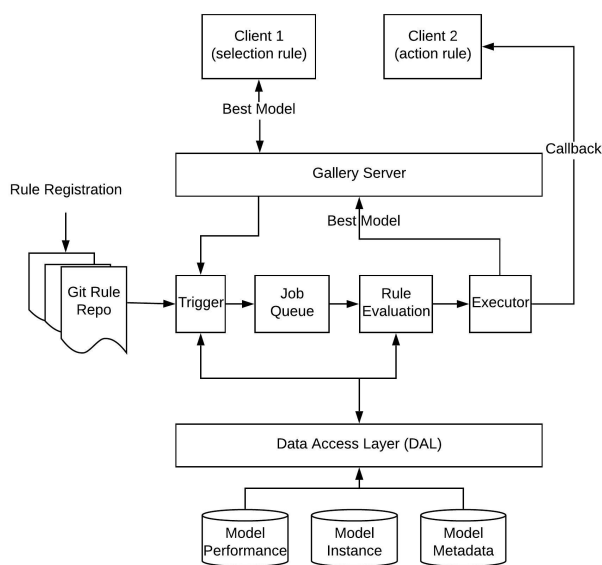 Client 1
(selection rule)
Client 2
(action rule)
Best Model
Callback
Gallery Server
Rule Registration
Best Model
Git Rule
Repo
Trigger
Job
Queue
Rule
Evaluation
Executor
Data Access Layer (DAL)
Model
Performance
Model
Instance
Model
Metadata